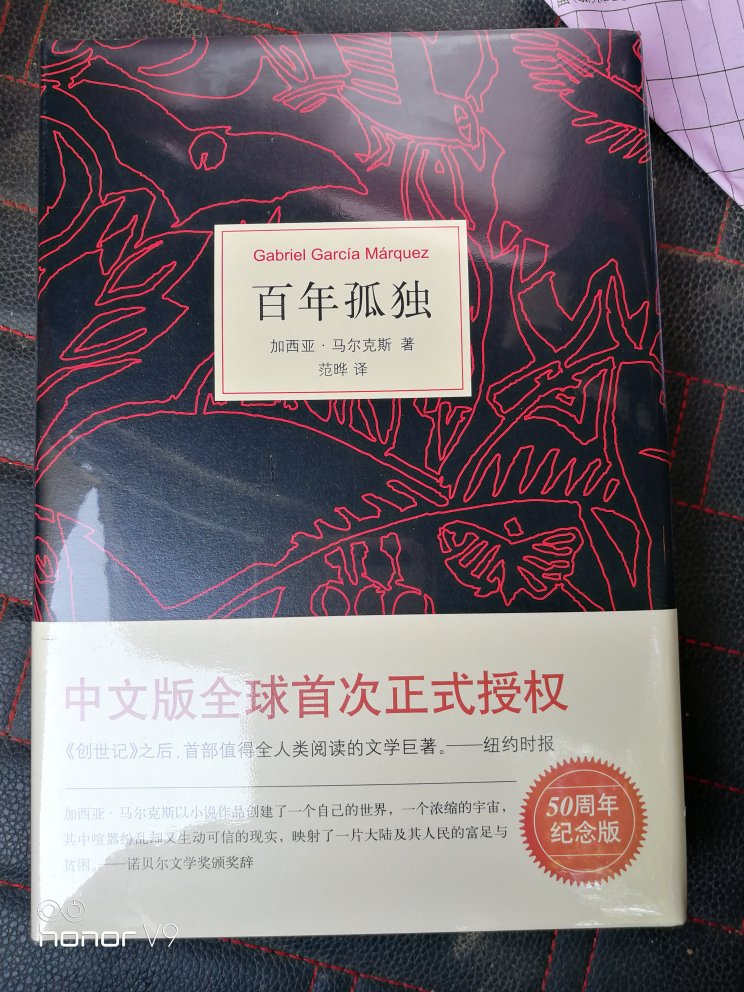 Gabriel García Márquez
百年孤独
加西亚·马尔克斯 著
范晔 译
中文版全球首次正式授权
《创世记》之后，首部值得全人类阅读的文学巨著。——纽约时报
加西亚·马尔克斯以小说作品创建了一个自己的世界，一个浓缩的宇宙，
其中喧嚣纷乱却又生动可信的现实，映射了一片大陆及其人民的富足与
贫困。——诺贝尔文学奖颁奖辞
50周年
纪念版
honor V9